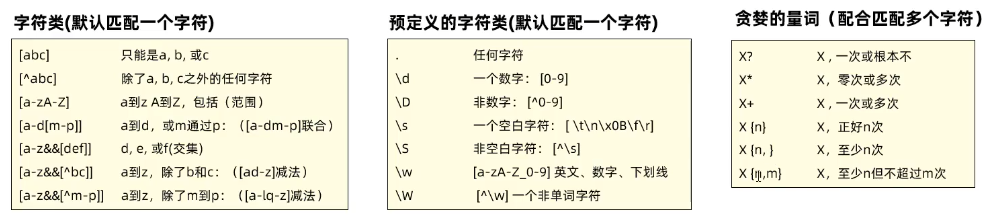 字符类(默认匹配一个字符)
[abc] 只能是a, b, 或c
[^abc] 除了a, b, c之外的任何字符
[a-zA-Z] a到z A到Z，包括（范围）
[a-d[m-p]] a到d，或m通过p：（[a-dm-p]联合）
[a-z&&[def]] d, e, 或f(交集)
[a-z&&[^bc]] a到z，除了b和c：（[ad-z]减法）
[a-z&&[^m-p]] a到z，除了m到p：（[a-lq-z]减法）
预定义的字符类(默认匹配一个字符)
. 任何字符
\d 一个数字： [0-9]
\D 非数字： [^0-9]
\s 一个空白字符： [ \t\n\x0B\f\r]
\S 非空白字符： [^\s]
\w [a-zA-Z_0-9] 英文、数字、下划线
\W [^\w] 一个非单词字符
贪婪的量词（配合匹配多个字符）
X? X , 一次或根本不
X* X，零次或多次
X+ X , 一次或多次
X {n} X，正好n次
X {n, } X，至少n次
X {n,m} X，至少n但不超过m次